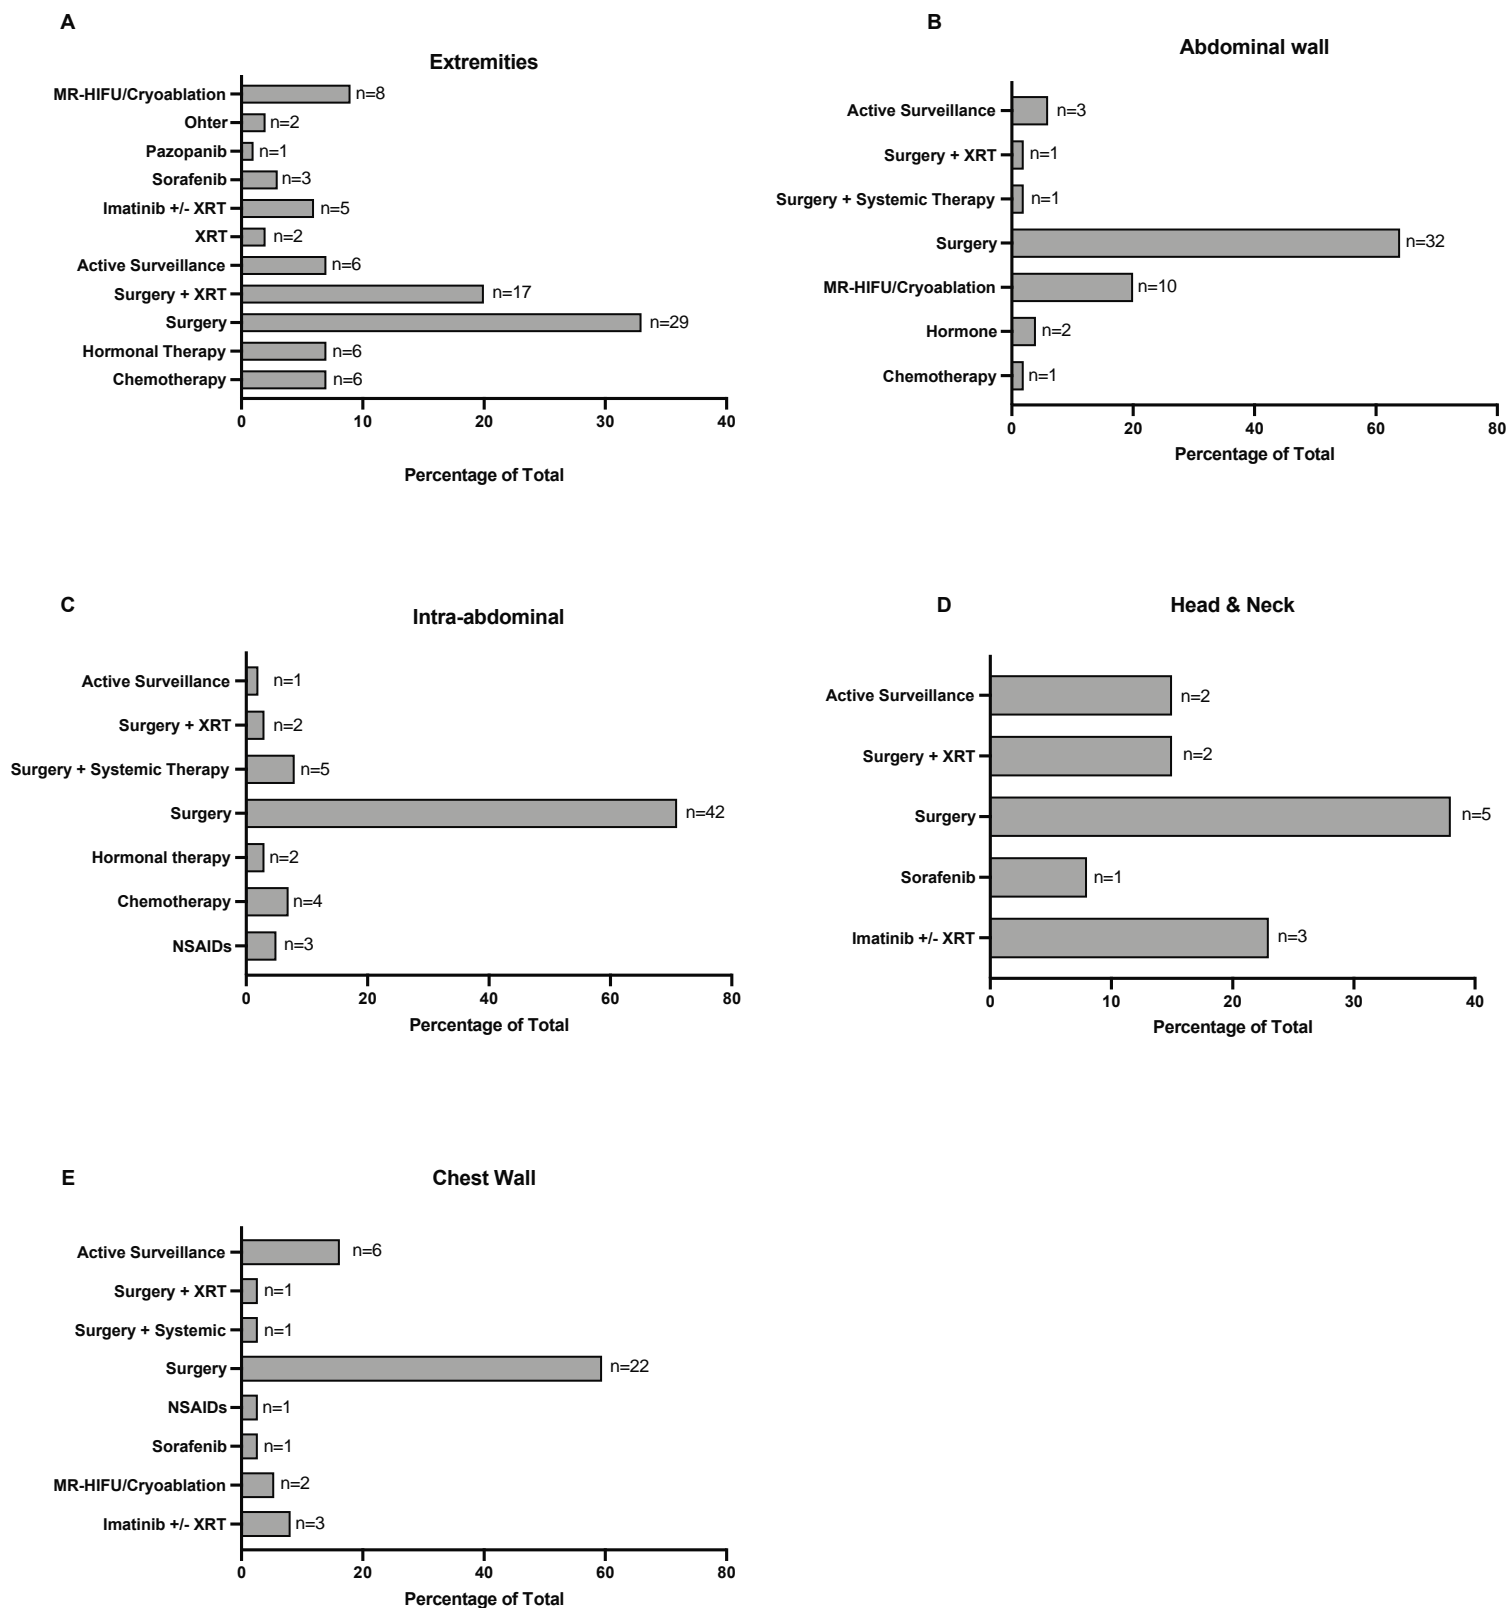 A
Extremities
MR-HIFU/Cryoablation n=8
Ohter n=2
Pazopanib n=1
Sorafenib n=3
Imatinib +/- XRT n=5
XRT n=2
Active Surveillance n=6
Surgery + XRT n=17
Surgery n=29
Hormonal Therapy n=6
Chemotherapy n=6
0 10 20 30 40
Percentage of Total
B
Abdominal wall
Active Surveillance n=3
Surgery + XRT n=1
Surgery + Systemic Therapy n=1
Surgery n=32
MR-HIFU/Cryoablation n=10
Hormone n=2
Chemotherapy n=1
0 20 40 60 80
Percentage of Total
C
Intra-abdominal
Active Surveillance n=1
Surgery + XRT n=2
Surgery + Systemic Therapy n=5
Surgery n=42
Hormonal therapy n=2
Chemotherapy n=4
NSAIDs n=3
0 20 40 60 80
Percentage of Total
D
Head & Neck
Active Surveillance n=2
Surgery + XRT n=2
Surgery n=5
Sorafenib n=1
Imatinib +/- XRT n=3
0 10 20 30 40
Percentage of Total
E
Chest Wall
Active Surveillance n=6
Surgery + XRT n=1
Surgery + Systemic n=1
Surgery n=22
NSAIDs n=1
Sorafenib n=1
MR-HIFU/Cryoablation n=2
Imatinib +/- XRT n=3
0 20 40 60 80
Percentage of Total